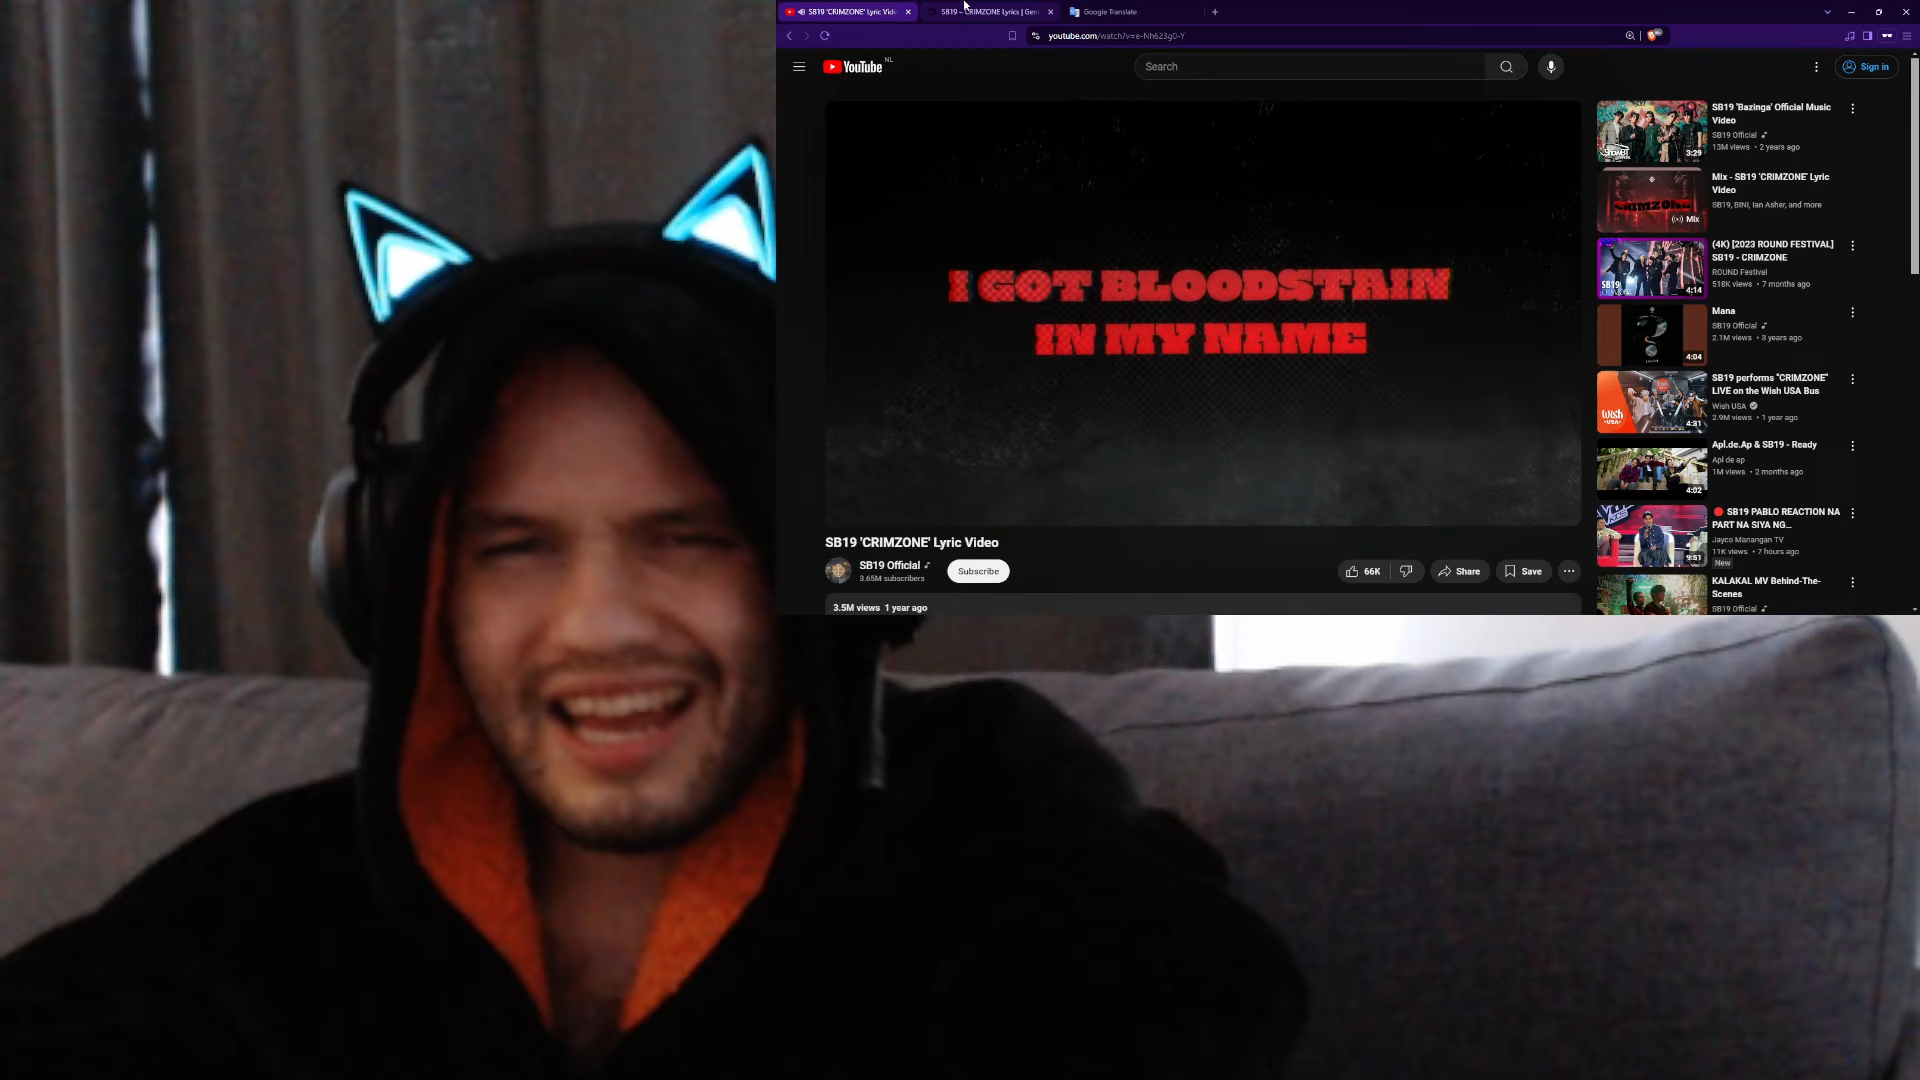 SB19 'CRIMZONE' Lyric Vide
SB19 - CRIMZONE Lyrics | Geni
Google Translate
youtube.com/watch?v=e-Nh623g0-Y
YouTube NL
Search
Sign in
I GOT BLOODSTAIN
IN MY NAME
SB19 'CRIMZONE' Lyric Video
SB19 Official
3.65M subscribers
Subscribe
66K
Share
Save
3.5M views 1 year ago
SB19 'Bazinga' Official Music
Video
SB19 Official
13M views • 2 years ago
3:29
Mix - SB19 'CRIMZONE' Lyric
Video
SB19, BINI, Ian Asher, and more
CRIMZONE
Mix
(4K) [2023 ROUND FESTIVAL]
SB19 - CRIMZONE
ROUND Festival
518K views • 7 months ago
SB19
4:14
Mana
SB19 Official
2.1M views • 3 years ago
4:04
SB19 performs "CRIMZONE"
LIVE on the Wish USA Bus
Wish USA
2.9M views • 1 year ago
wish
USA
4:31
Apl.de.Ap & SB19 - Ready
Apl de ap
1M views • 2 months ago
4:02
SB19 PABLO REACTION NA
PART NA SIYA NG...
Jayco Manangan TV
11K views • 7 hours ago
New
9:51
KALAKAL MV Behind-The-
Scenes
SB19 Official